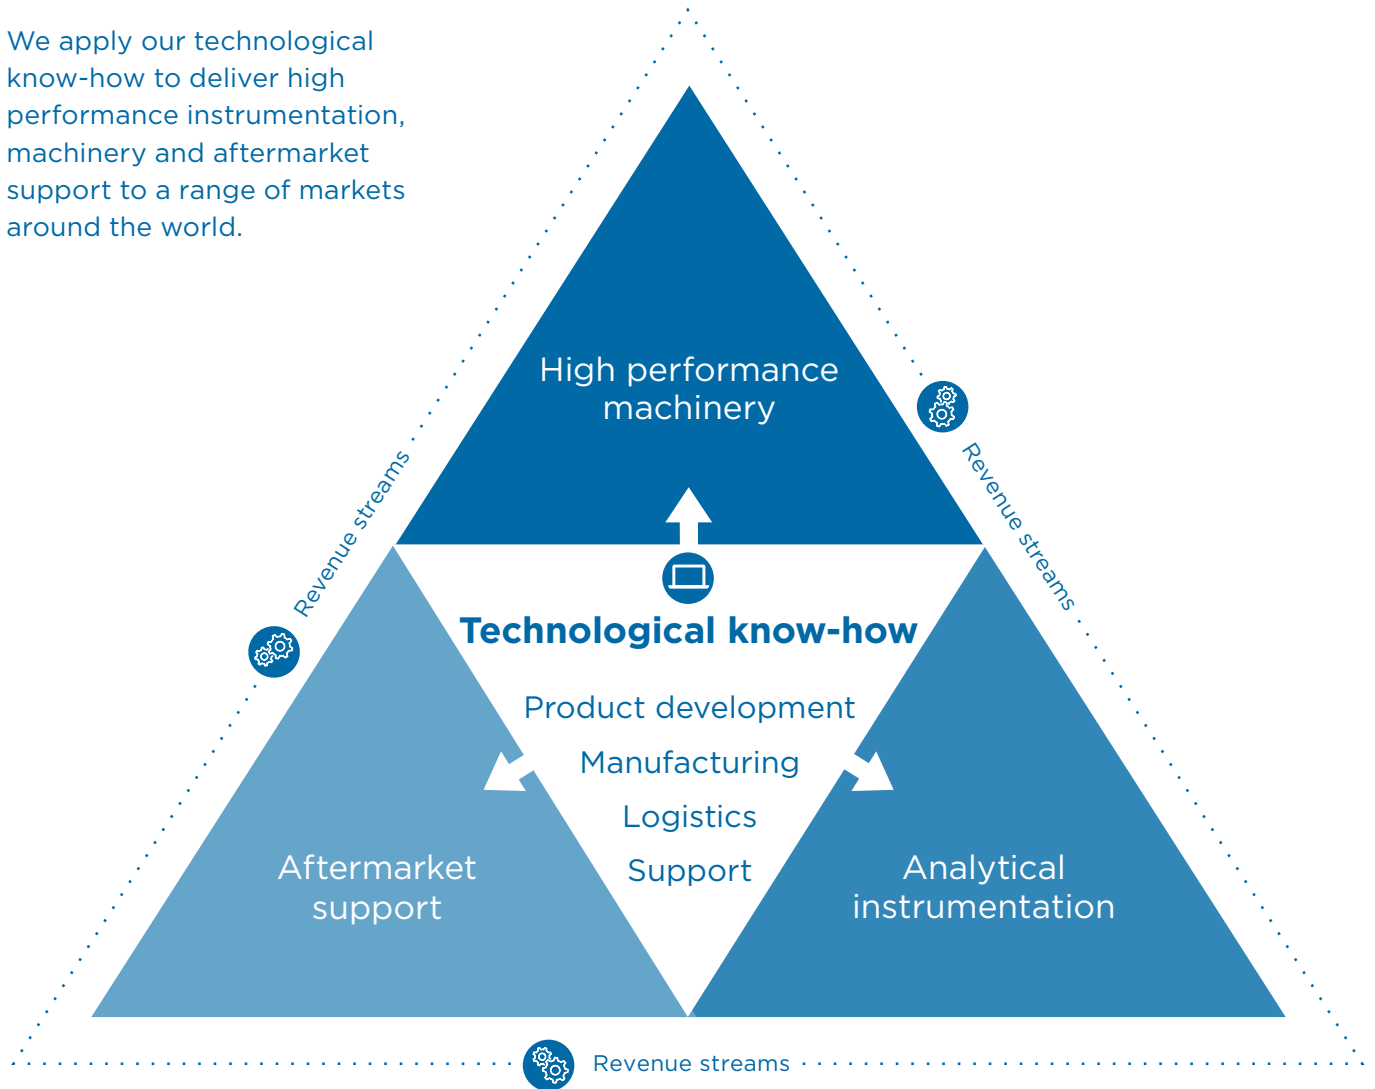 We apply our technological
know-how to deliver high
performance instrumentation,
machinery and aftermarket
support to a range of markets
around the world.
High performance
machinery
Revenue streams
Revenue streams
Technological know-how
Product development
Manufacturing
Logistics
Support
Aftermarket
support
Analytical
instrumentation
Revenue streams